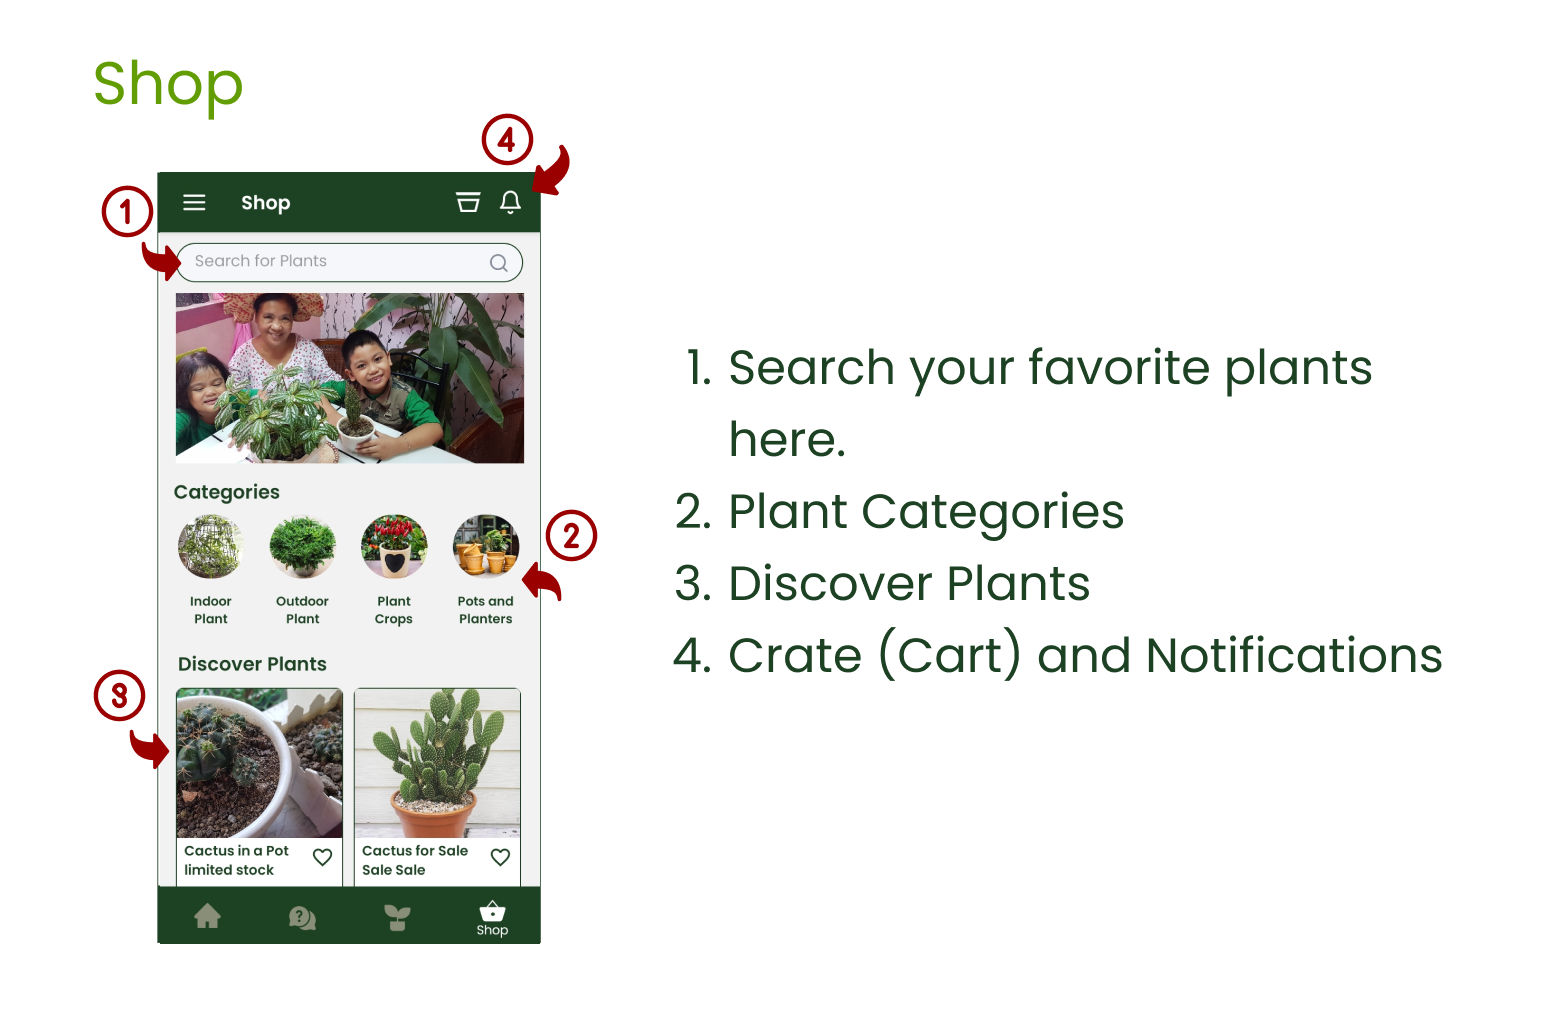 Shop
4
1
Shop
Search for Plants
Categories
2
Indoor Plant
Outdoor Plant
Plant Crops
Pots and Planters
Discover Plants
3
Cactus in a Pot
limited stock
Cactus for Sale
Sale Sale
?
Shop
1. Search your favorite plants
here.
2. Plant Categories
3. Discover Plants
4. Crate (Cart) and Notifications